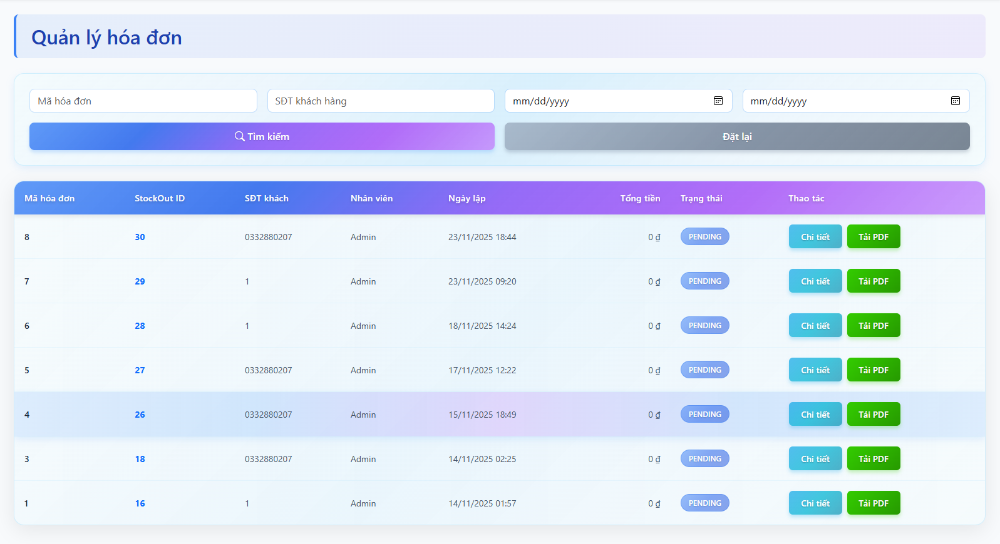 Quản lý hóa đơn
Mã hóa đơn SĐT khách hàng mm/dd/yyyy mm/dd/yyyy
Tìm kiếm Đặt lại
Mã hóa đơn StockOut ID SĐT khách Nhân viên Ngày lập Tổng tiền Trạng thái Thao tác
8 30 0332880207 Admin 23/11/2025 18:44 0 ₫ PENDING Chi tiết Tải PDF
7 29 1 Admin 23/11/2025 09:20 0 ₫ PENDING Chi tiết Tải PDF
6 28 1 Admin 18/11/2025 14:24 0 ₫ PENDING Chi tiết Tải PDF
5 27 0332880207 Admin 17/11/2025 12:22 0 ₫ PENDING Chi tiết Tải PDF
4 26 0332880207 Admin 15/11/2025 18:49 0 ₫ PENDING Chi tiết Tải PDF
3 18 0332880207 Admin 14/11/2025 02:25 0 ₫ PENDING Chi tiết Tải PDF
1 16 1 Admin 14/11/2025 01:57 0 ₫ PENDING Chi tiết Tải PDF